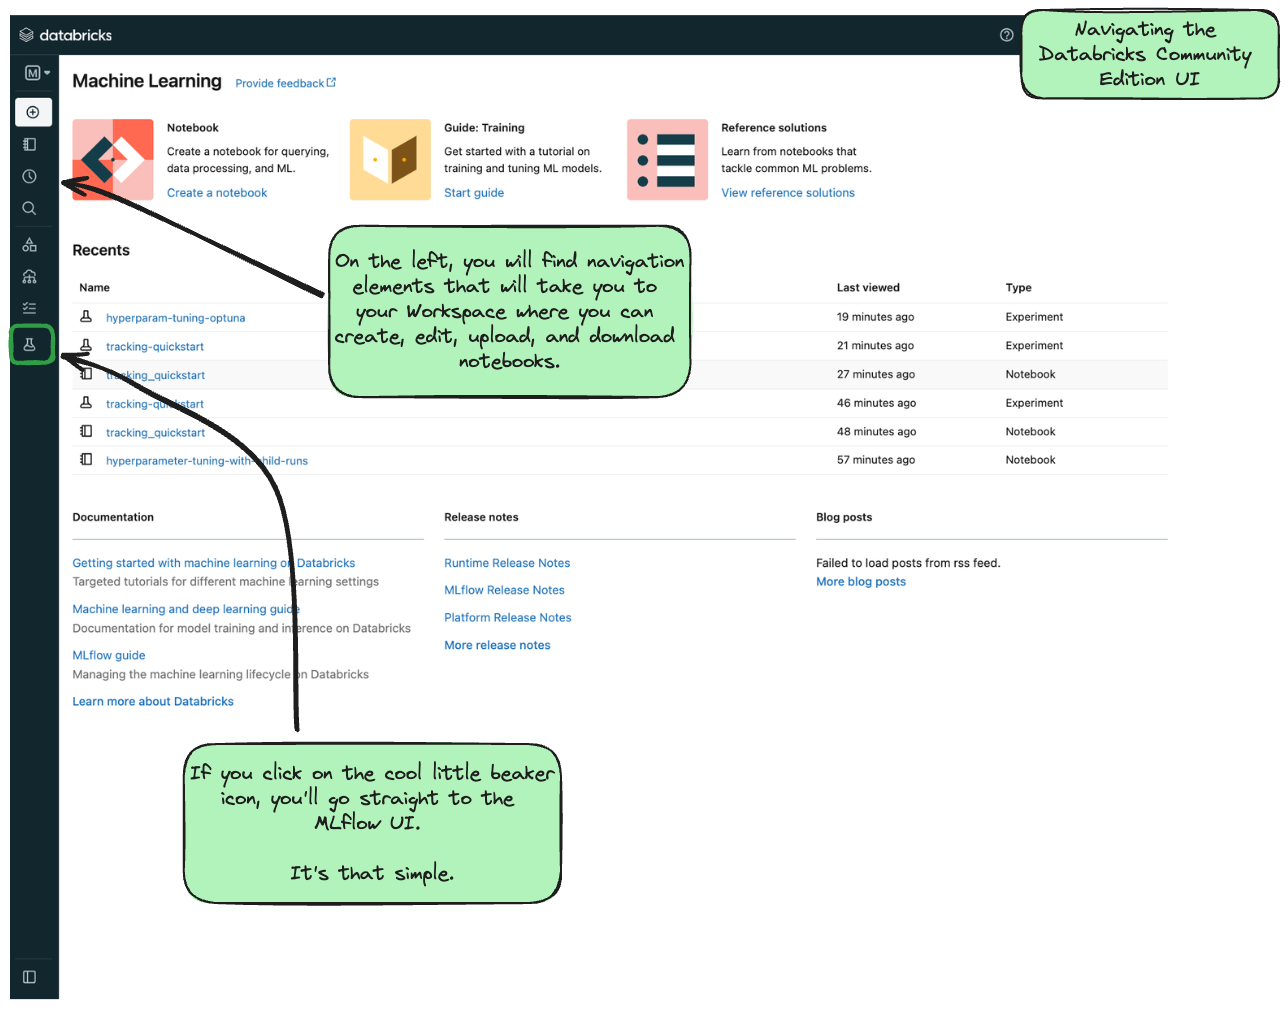 databricks
Navigating the
Databricks Community
Edition UI
M
Machine Learning
Provide feedback
Notebook
Create a notebook for querying,
data processing, and ML.
Create a notebook
Guide: Training
Get started with a tutorial on
training and tuning ML models.
Start guide
Reference solutions
Learn from notebooks that
tackle common ML problems.
View reference solutions
On the left, you will find navigation
elements that will take you to
your Workspace where you can
create, edit, upload, and download
notebooks.
Recents
Name Last viewed Type
hyperparam-tuning-optuna 19 minutes ago Experiment
tracking-quickstart 21 minutes ago Experiment
tracking_quickstart 27 minutes ago Notebook
tracking-quickstart 46 minutes ago Experiment
tracking_quickstart 48 minutes ago Notebook
hyperparameter-tuning-with-child-runs 57 minutes ago Notebook
Documentation
Getting started with machine learning on Databricks
Targeted tutorials for different machine learning settings
Machine learning and deep learning guide
Documentation for model training and inference on Databricks
MLflow guide
Managing the machine learning lifecycle on Databricks
Learn more about Databricks
Release notes
Runtime Release Notes
MLflow Release Notes
Platform Release Notes
More release notes
Blog posts
Failed to load posts from rss feed.
More blog posts
If you click on the cool little beaker
icon, you'll go straight to the
MLflow UI.
It's that simple.